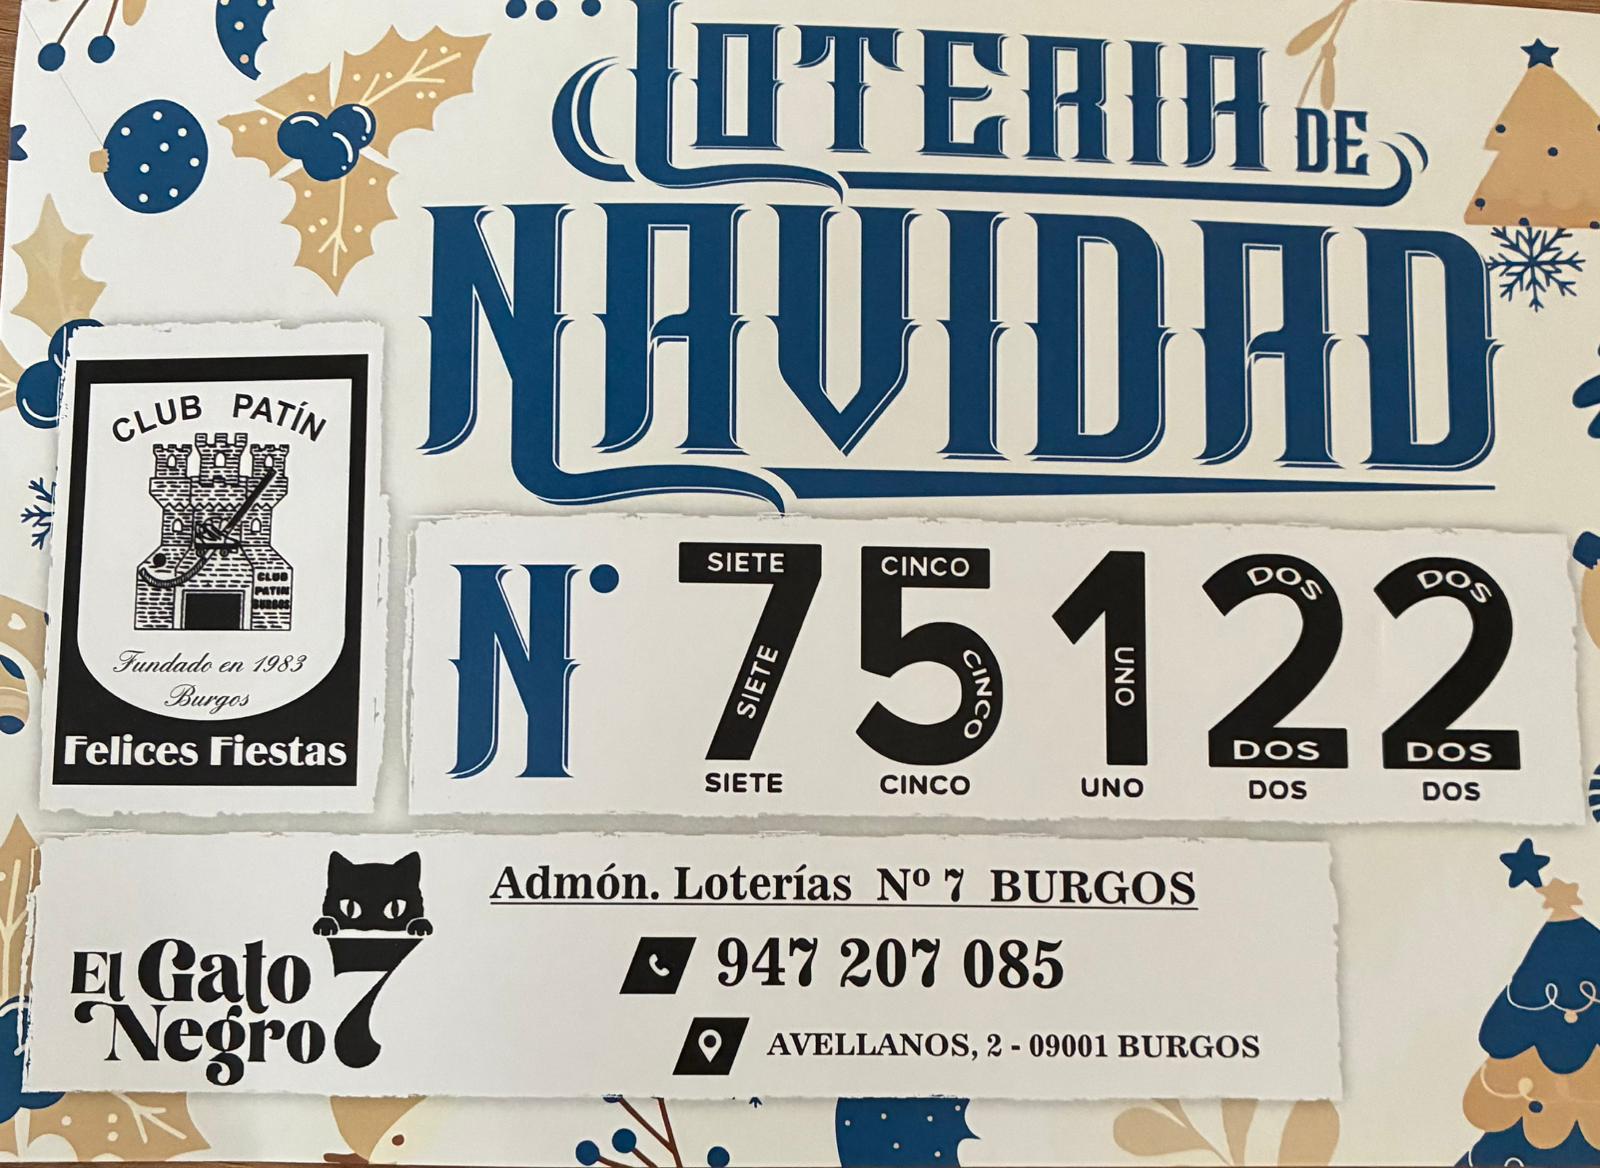 LOTERIA DE
NAVIDAD
CLUB PATÍN
CLUB
PATIN
BURGOS
Fundado en 1983
Burgos
Felices Fiestas
N° 75122
SIETE CINCO DOS DOS
SIETE CINCO UNO
DOS DOS
SIETE CINCO UNO DOS DOS
El Gato
Negro 7
Admón. Loterías Nº 7 BURGOS
947 207 085
AVELLANOS, 2 - 09001 BURGOS